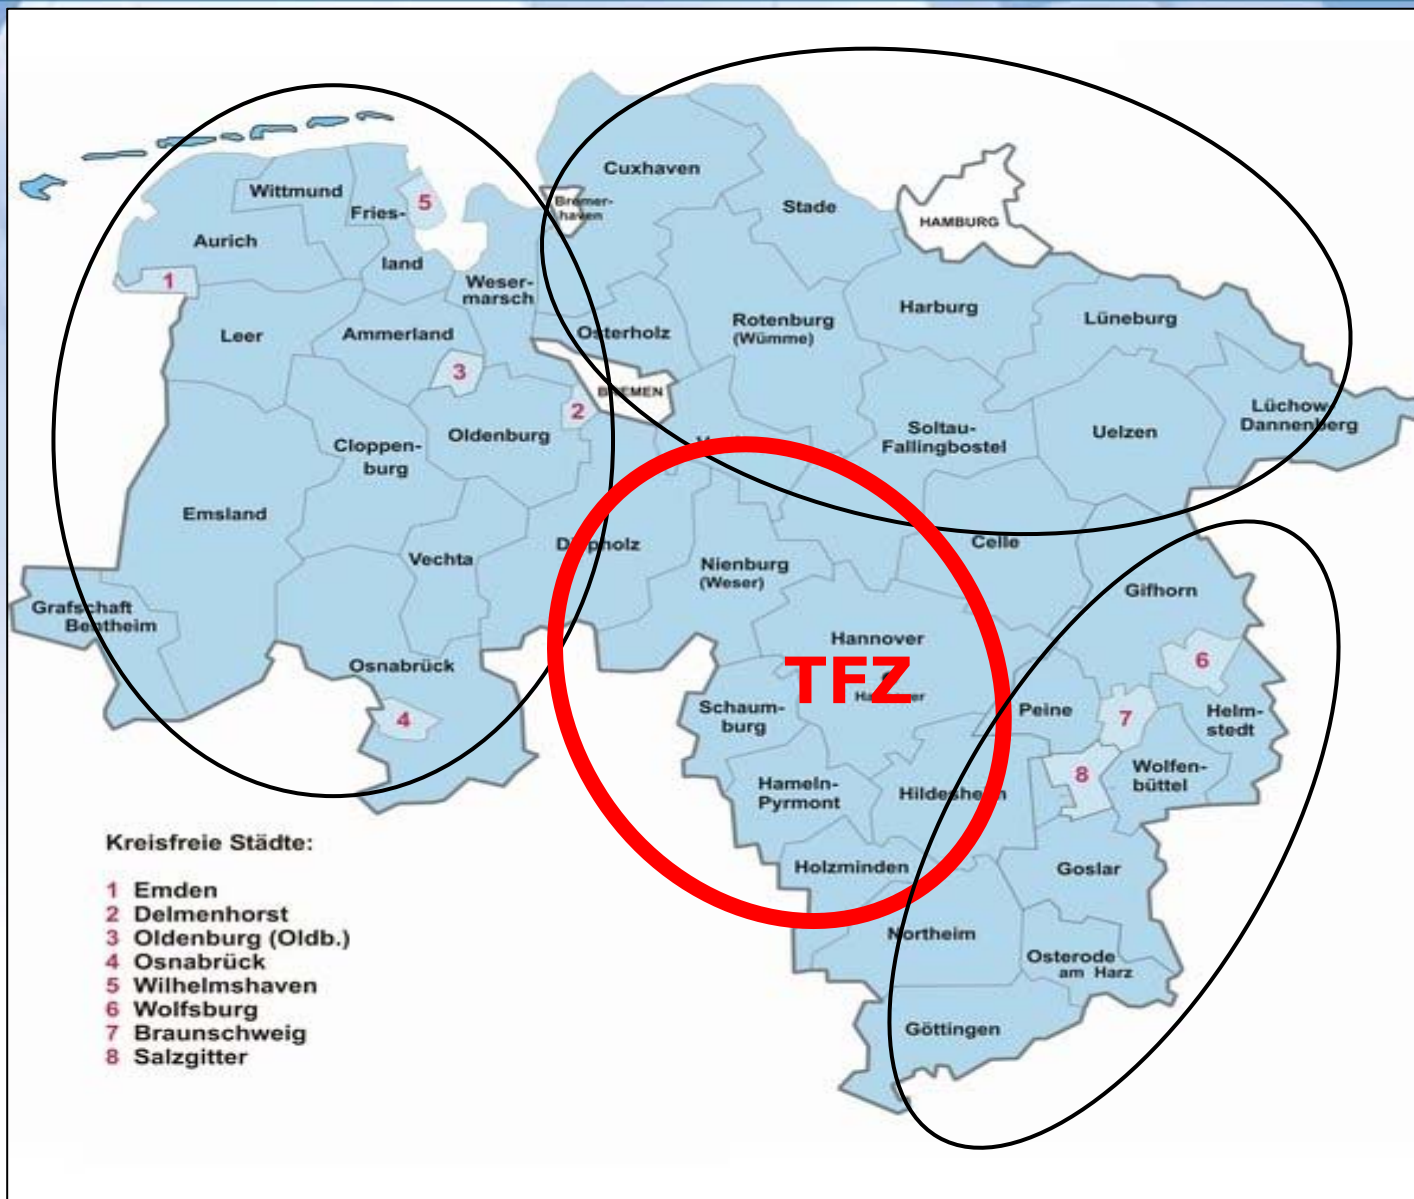 Cuxhaven
Wittmund
5
Bremer-
haven
Stade
Fries-
HAMBURG
Aurich
land
1
Weser-
marsch
Harburg
Lüneburg
Rotenburg
(Wümme)
Leer
Ammerland
Osterholz
3
BREMEN
2
Lüchow-
Dannenberg
Oldenburg
Soltau-
Fallingbostel
Uelzen
Cloppen-
burg
Emsland
Diepholz
Celle
Vechta
Nienburg
(Weser)
Gifhorn
Grafschaft
Bentheim
Hannover
6
Osnabrück
TFZ
4
Schaum-
burg
Peine
7
Helm-
stedt
Hameln-
Pyrmont
Hildesheim
8
Wolfen-
büttel
Holzminden
Goslar
Northeim
Osterode
am Harz
Göttingen
Kreisfreie Städte:
1 Emden
2 Delmenhorst
3 Oldenburg (Oldb.)
4 Osnabrück
5 Wilhelmshaven
6 Wolfsburg
7 Braunschweig
8 Salzgitter